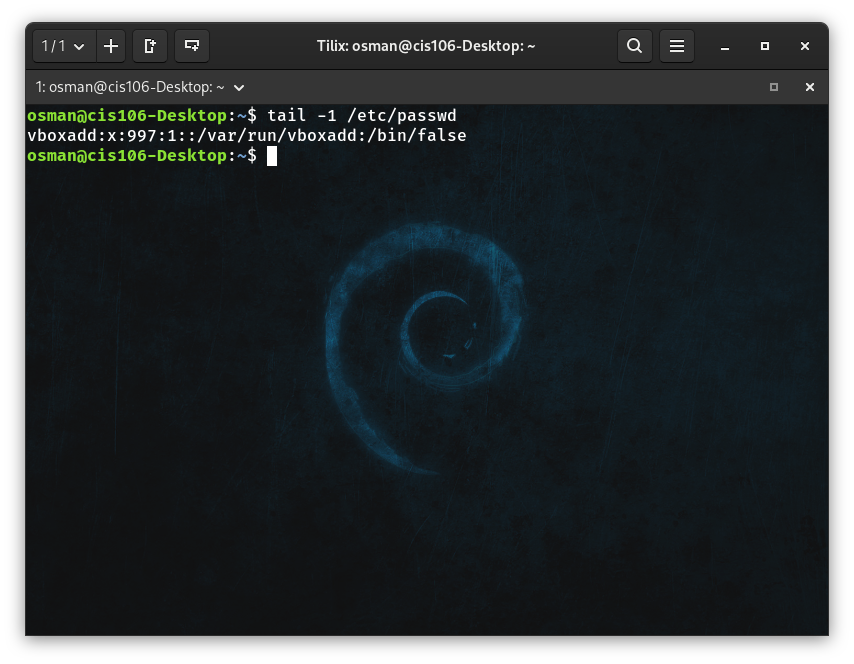 1 / 1
Tilix: osman@cis106-Desktop: ~
1: osman@cis106-Desktop: ~
osman@cis106-Desktop:~$ tail -1 /etc/passwd
vboxadd:x:997:1::/var/run/vboxadd:/bin/false
osman@cis106-Desktop:~$